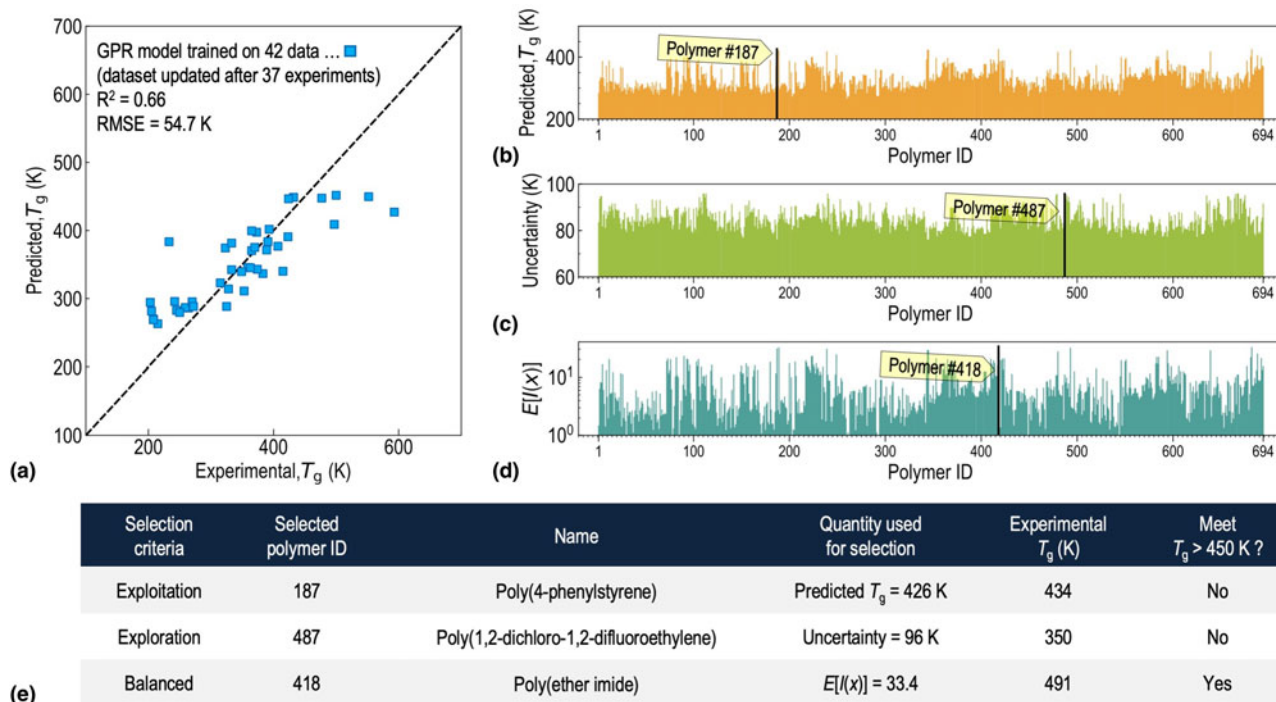 700
600
500
400
300
200
100
Predicted,Tg (K)
GPR model trained on 42 data ...
(dataset updated after 37 experiments)
R² = 0.66
RMSE = 54.7 K
200 400 600
Experimental,Tg (K)
(a)
Predicted,Tg (K)
400
200
Polymer #187
1 100 200 300 400 500 600 694
Polymer ID
(b)
Uncertainty (K)
100
80
60
Polymer #487
1 100 200 300 400 500 600 694
Polymer ID
(c)
E[I(x)]
10¹
10⁰
Polymer #418
1 100 200 300 400 500 600 694
Polymer ID
(d)
Selection criteria Selected polymer ID Name Quantity used for selection Experimental Tg (K) Meet Tg > 450 K ?
Exploitation 187 Poly(4-phenylstyrene) Predicted Tg = 426 K 434 No
Exploration 487 Poly(1,2-dichloro-1,2-difluoroethylene) Uncertainty = 96 K 350 No
Balanced 418 Poly(ether imide) E[I(x)] = 33.4 491 Yes
(e)